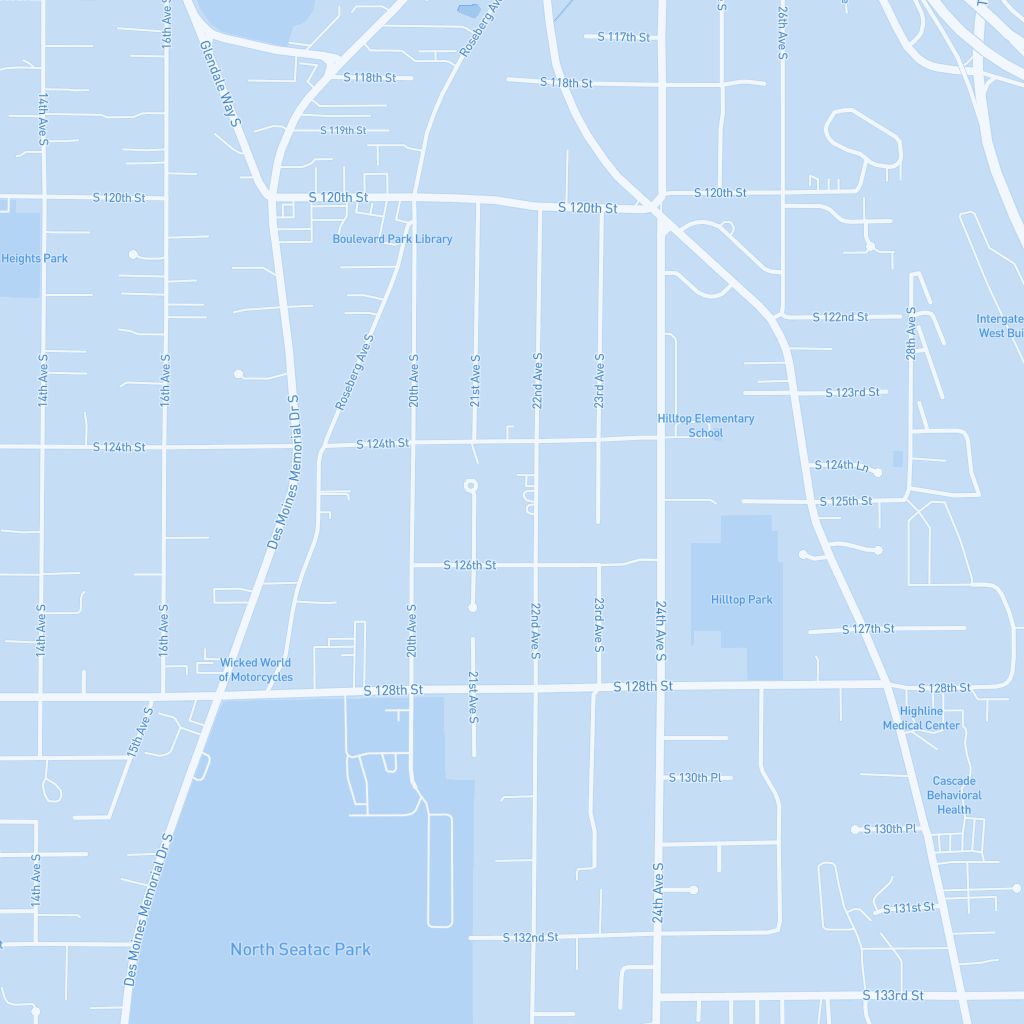 16th Ave S
Roseberg Av
S 117th St
26th Ave S
Glendale Way S
S 118th St
S 118th St
14th Ave S
S 119th St
S 120th St
S 120th St
S 120th St
S 120th St
Boulevard Park Library
Heights Park
S 122nd St
Intergate
West Bui
28th Ave S
14th Ave S
16th Ave S
Roseberg Ave S
20th Ave S
21st Ave S
22nd Ave S
23rd Ave S
S 123rd St
Des Moines Memorial Dr S
Hilltop Elementary
School
S 124th St
S 124th St
S 124th Ln
S 125th St
S 126th St
Hilltop Park
14th Ave S
16th Ave S
20th Ave S
22nd Ave S
23rd Ave S
24th Ave S
S 127th St
Wicked World
of Motorcycles
S 128th St
S 128th St
S 128th St
21st Ave S
15th Ave S
Highline
Medical Center
S 130th Pl
Cascade
Behavioral
Health
S 130th Pl
14th Ave S
Des Moines Memorial Dr S
24th Ave S
S 131st St
S 132nd St
North Seatac Park
S 133rd St